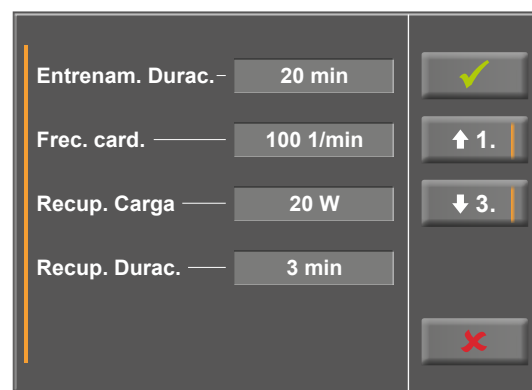 Entrenam. Durac. 20 min
Frec. card. 100 1/min
1.
Recup. Carga 20 W
3.
Recup. Durac. 3 min